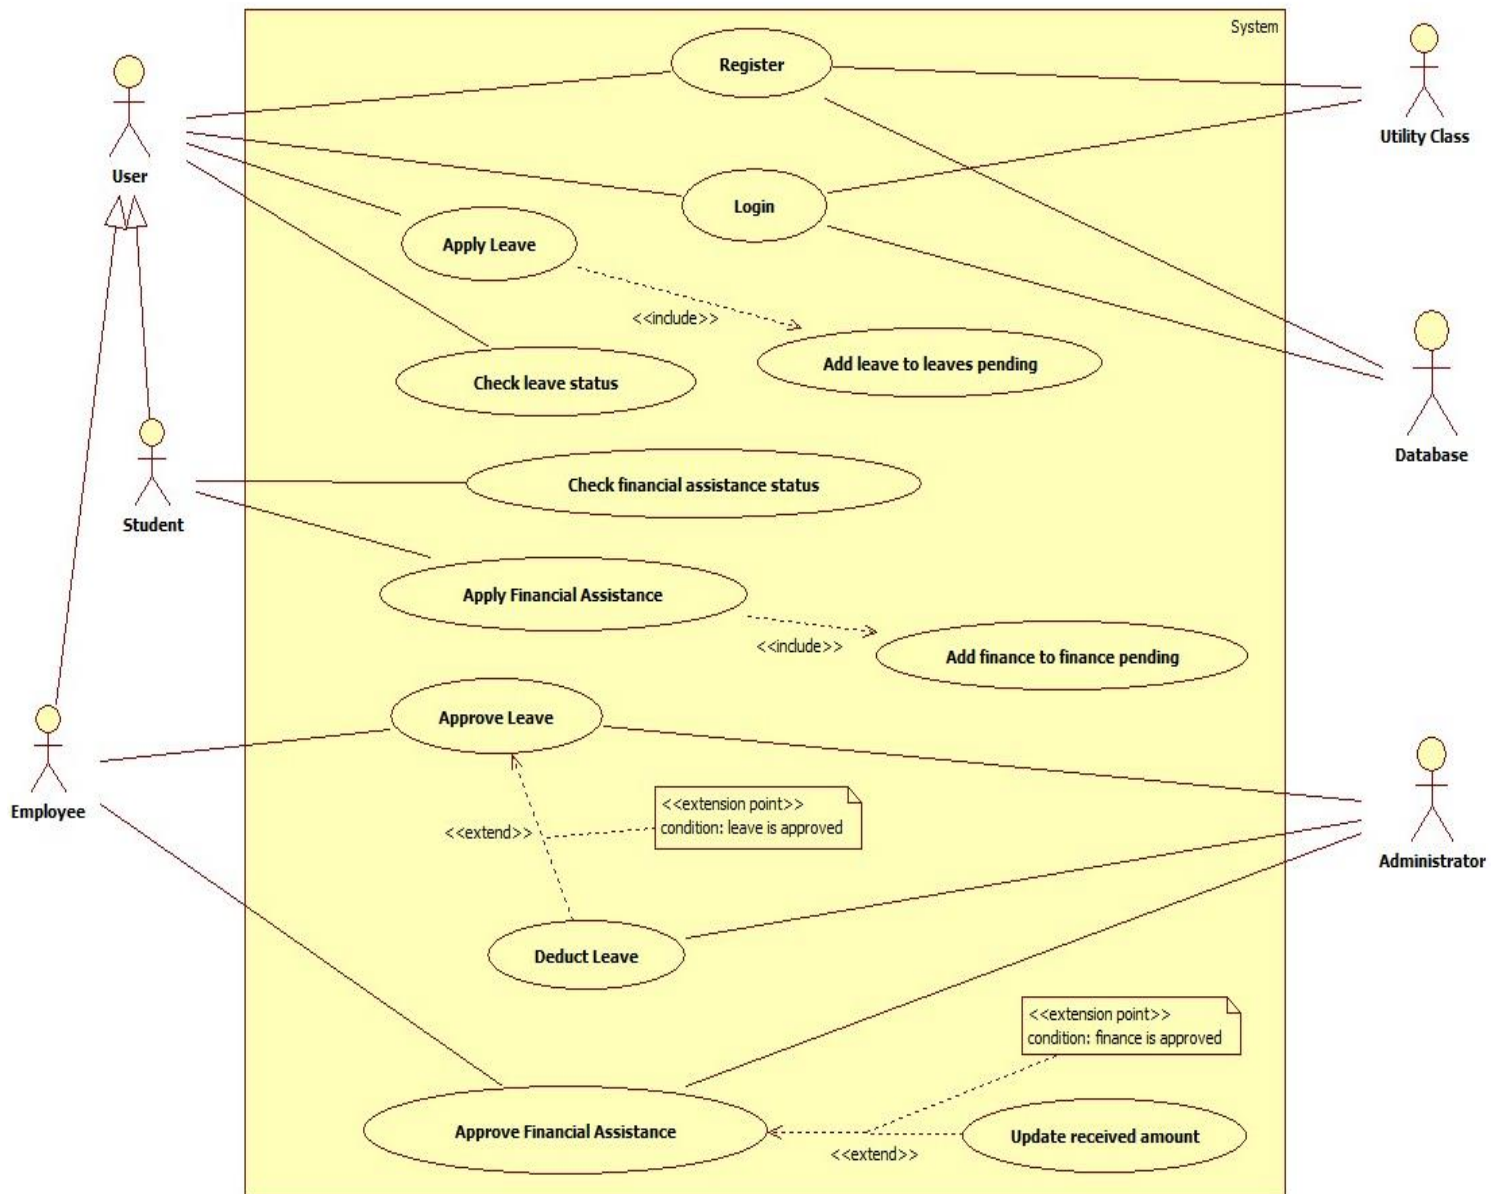 System
Register
Utility Class
User
Login
Apply Leave
<<include>>
Add leave to leaves pending
Check leave status
Database
Check financial assistance status
Student
Apply Financial Assistance
<<include>>
Add finance to finance pending
Approve Leave
Employee
<<extension point>>
condition: leave is approved
<<extend>>
Administrator
Deduct Leave
<<extension point>>
condition: finance is approved
Approve Financial Assistance
Update received amount
<<extend>>